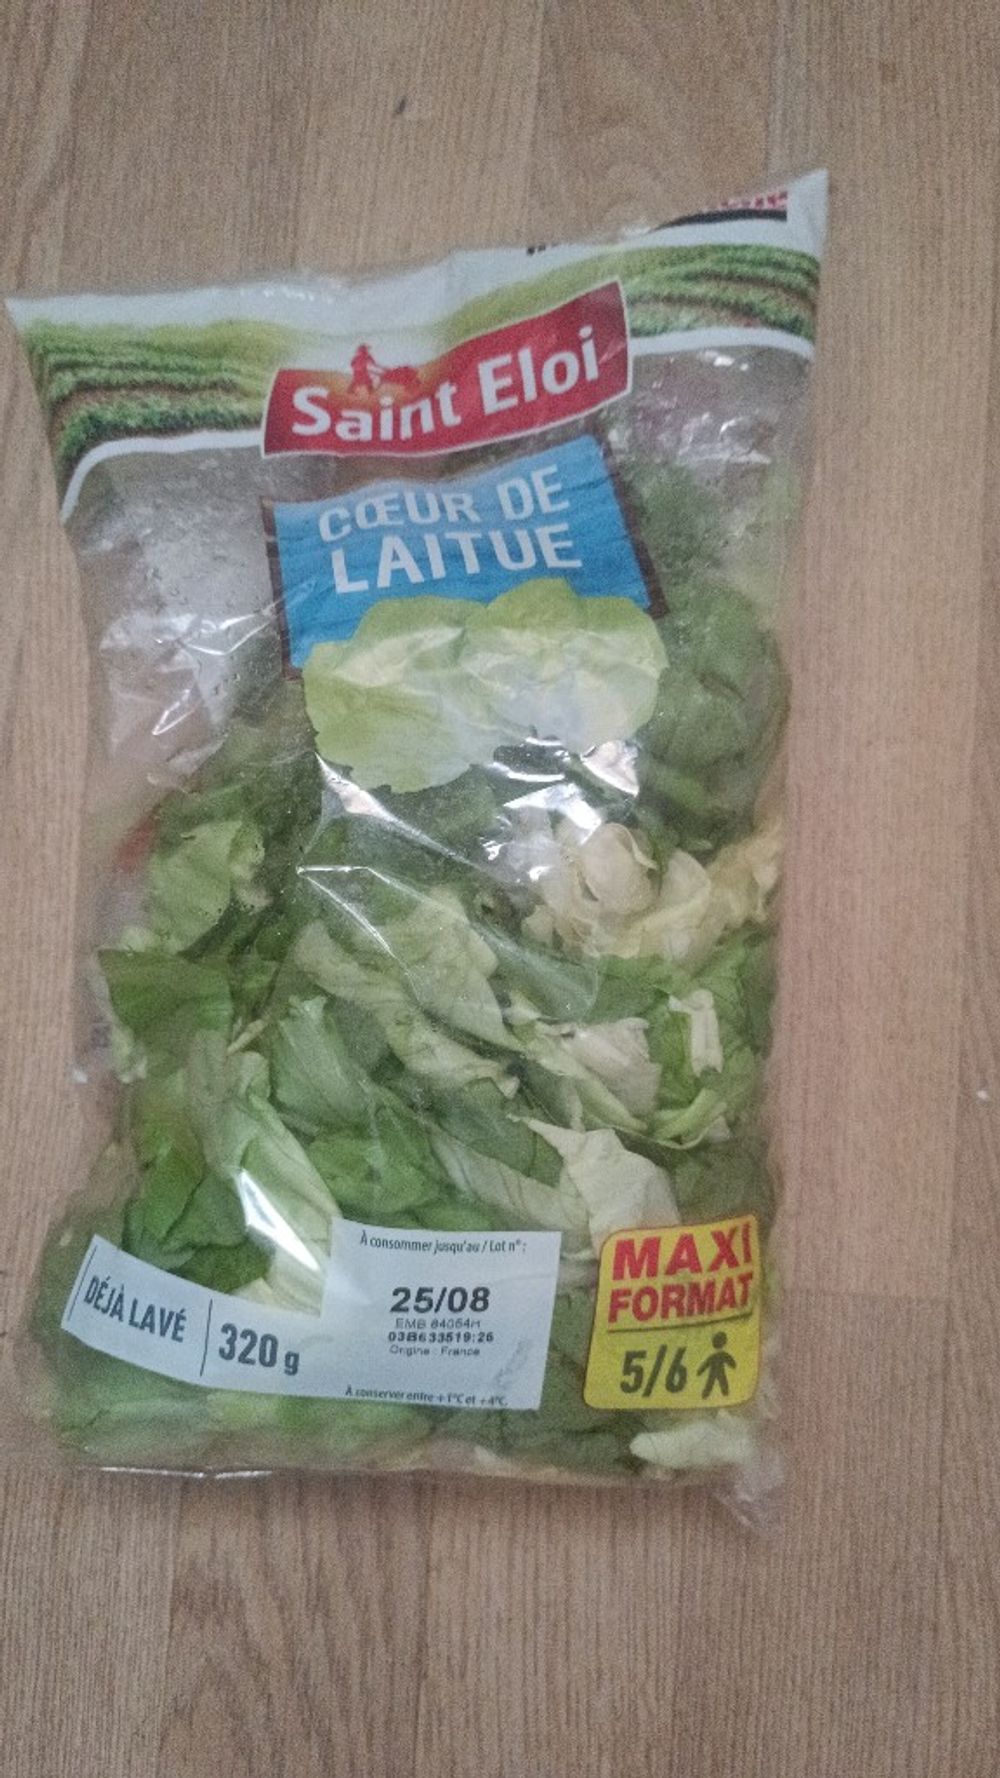 Saint Eloi
CŒUR DE
LAITUE
À consommer jusqu'au / Lot n° :
25/08
EMB 84054H
03B633519:26
Origine : France
À conserver entre +1°C et +4°C
DÉJÀ LAVÉ
320 g
MAXI
FORMAT
5/6